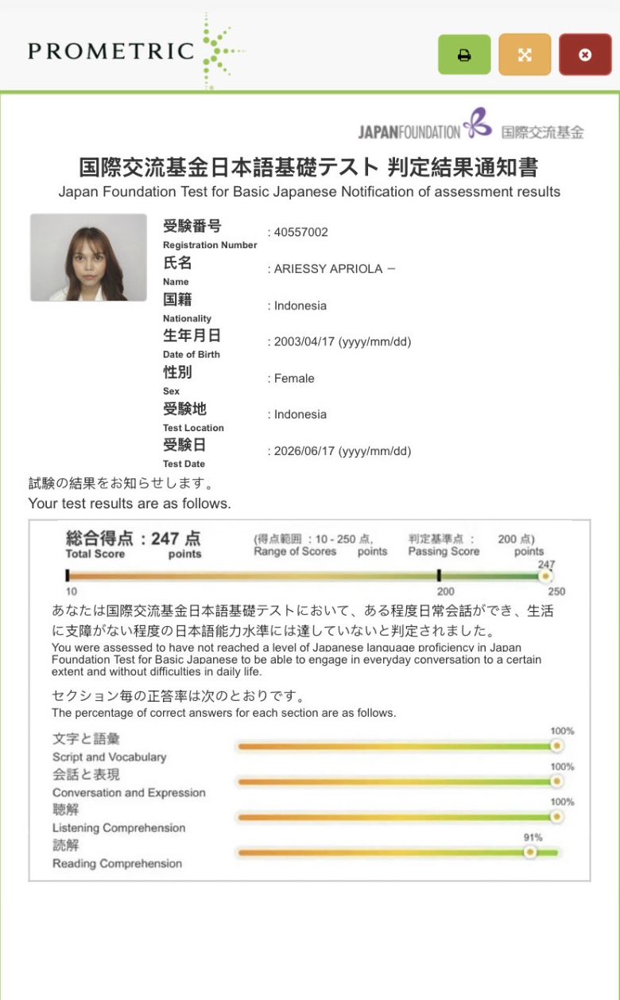 PROMETRIC
JAPANFOUNDATION 国際交流基金
国際交流基金日本語基礎テスト 判定結果通知書
Japan Foundation Test for Basic Japanese Notification of assessment results
受験番号
Registration Number
: 40557002
氏名
Name
: ARIESSY APRIOLA －
国籍
Nationality
: Indonesia
生年月日
Date of Birth
: 2003/04/17 (yyyy/mm/dd)
性別
Sex
: Female
受験地
Test Location
: Indonesia
受験日
Test Date
: 2026/06/17 (yyyy/mm/dd)
試験の結果をお知らせします。
Your test results are as follows.
総合得点 : 247 点 (得点範囲 : 10 - 250 点, 判定基準点 : 200 点)
Total Score points Range of Scores points Passing Score points
247
10 200 250
あなたは国際交流基金日本語基礎テストにおいて、ある程度日常会話ができ、生活
に支障がない程度の日本語能力水準には達していないと判定されました。
You were assessed to have not reached a level of Japanese language proficiency in Japan
Foundation Test for Basic Japanese to be able to engage in everyday conversation to a certain
extent and without difficulties in daily life.
セクション毎の正答率は次のとおりです。
The percentage of correct answers for each section are as follows.
文字と語彙
Script and Vocabulary
100%
会話と表現
Conversation and Expression
100%
聴解
Listening Comprehension
100%
読解
Reading Comprehension
91%